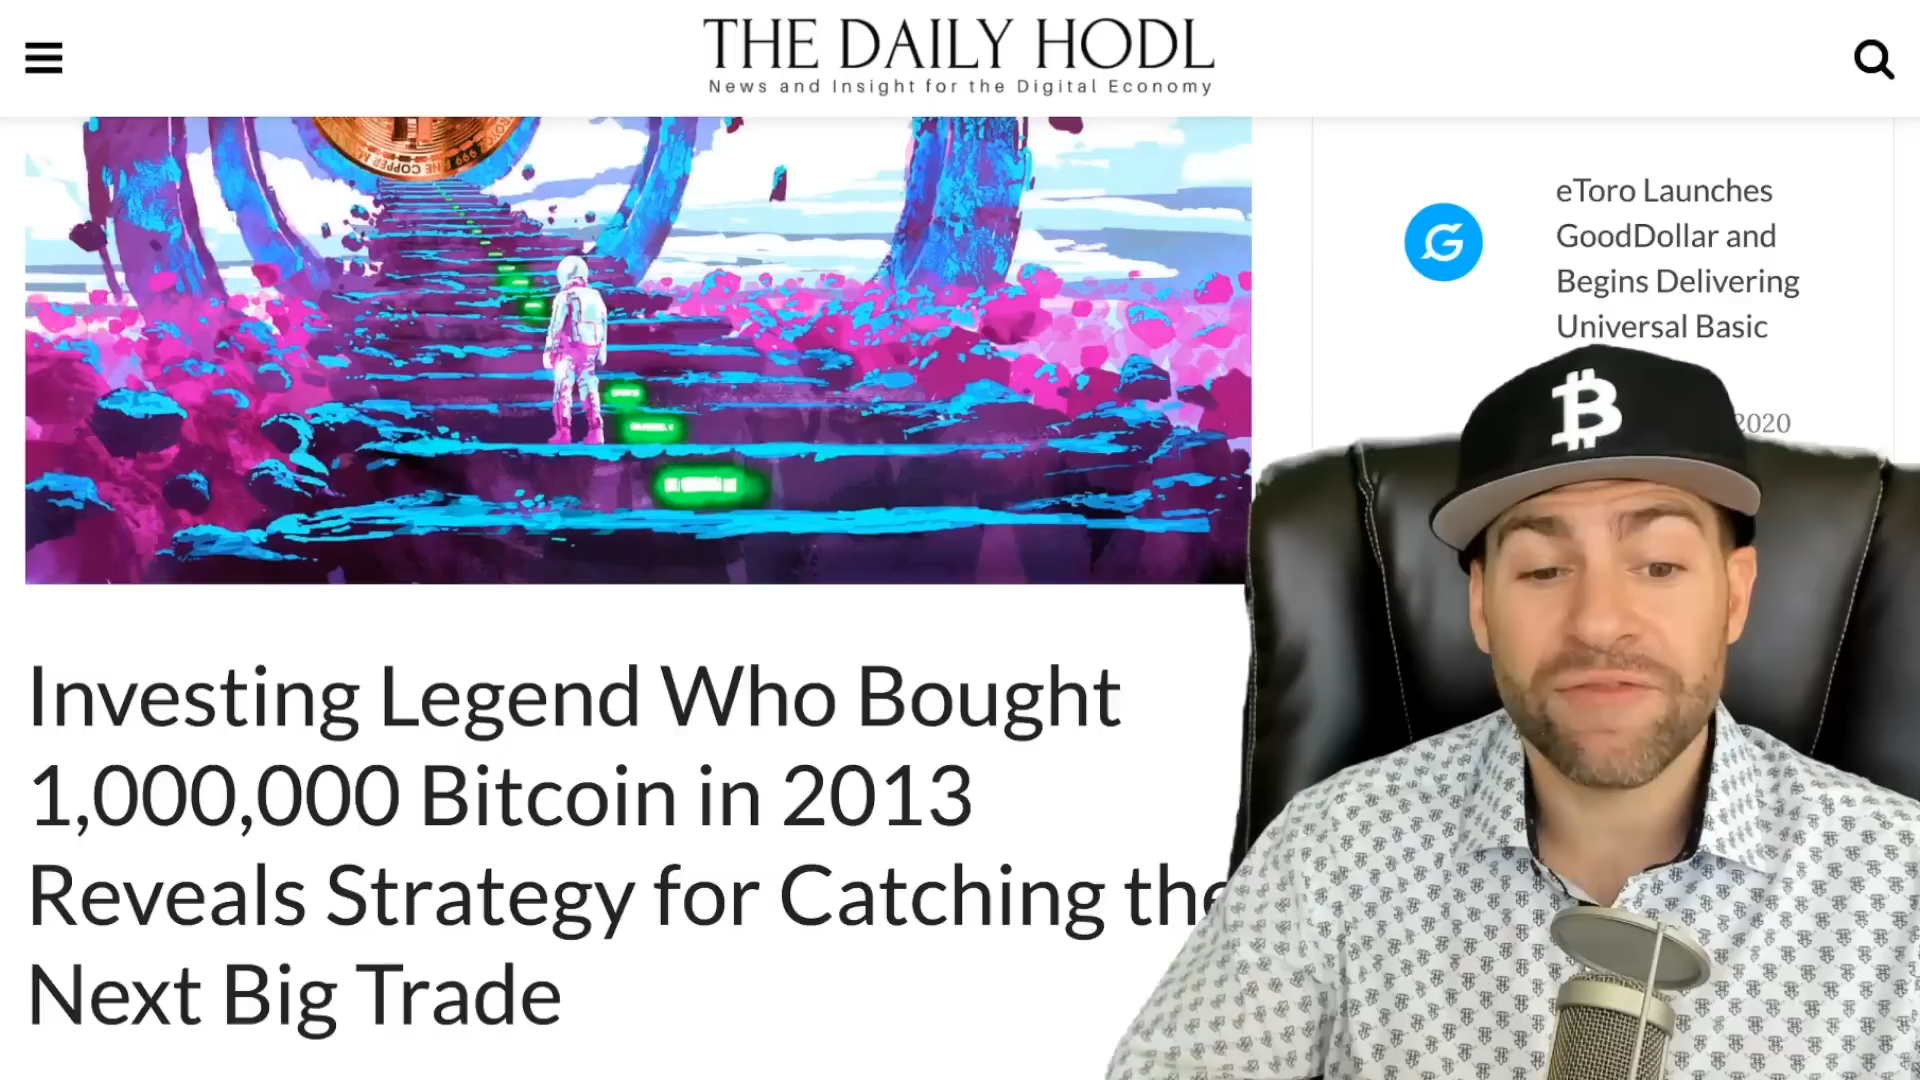 THE DAILY HODL
News and Insight for the Digital Economy
eToro Launches
GoodDollar and
Begins Delivering
Universal Basic
2020
Investing Legend Who Bought
1,000,000 Bitcoin in 2013
Reveals Strategy for Catching the
Next Big Trade